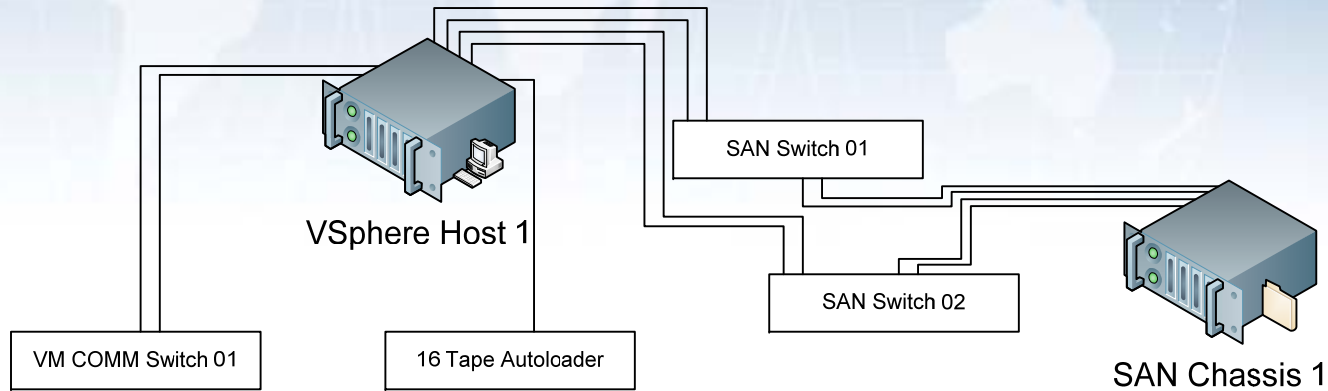 SAN Switch 01
VSphere Host 1
SAN Switch 02
VM COMM Switch 01
16 Tape Autoloader
SAN Chassis 1